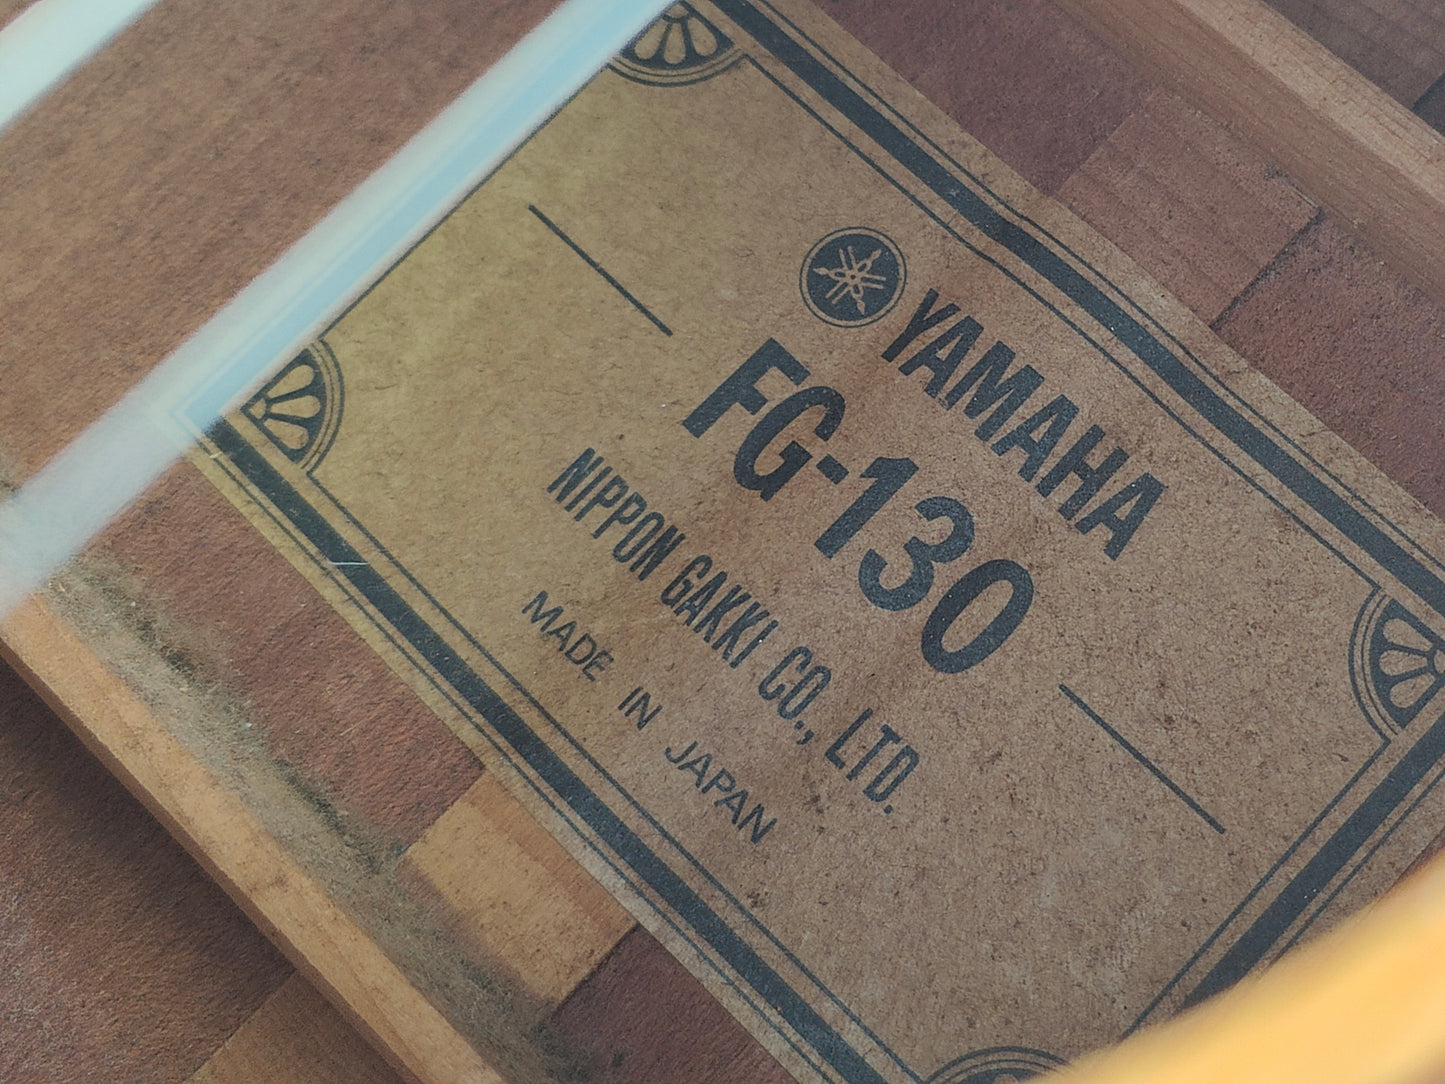 YAMAHA
FG-130
NIPPON GAKKI CO., LTD.
MADE IN JAPAN